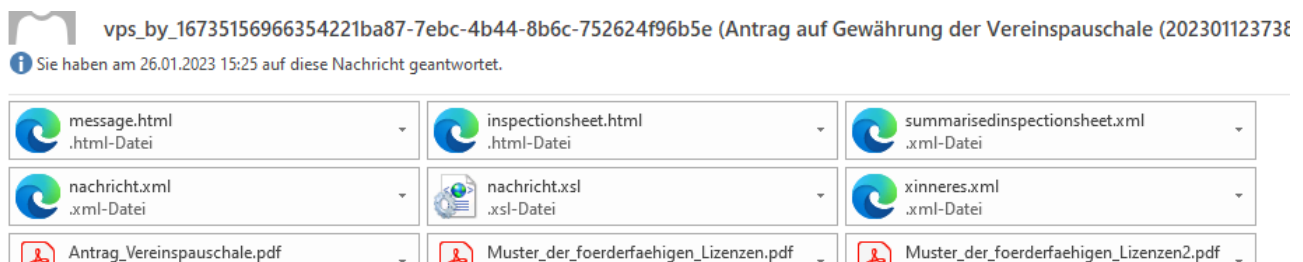 vps_by_16735156966354221ba87-7ebc-4b44-8b6c-752624f96b5e (Antrag auf Gewährung der Vereinspauschale (202301123738
Sie haben am 26.01.2023 15:25 auf diese Nachricht geantwortet.
message.html
.html-Datei
inspectionsheet.html
.html-Datei
summarisedinspectionsheet.xml
.xml-Datei
nachricht.xml
.xml-Datei
nachricht.xsl
.xsl-Datei
xinneres.xml
.xml-Datei
Antrag_Vereinspauschale.pdf
Muster_der_foerderfaehigen_Lizenzen.pdf
Muster_der_foerderfaehigen_Lizenzen2.pdf